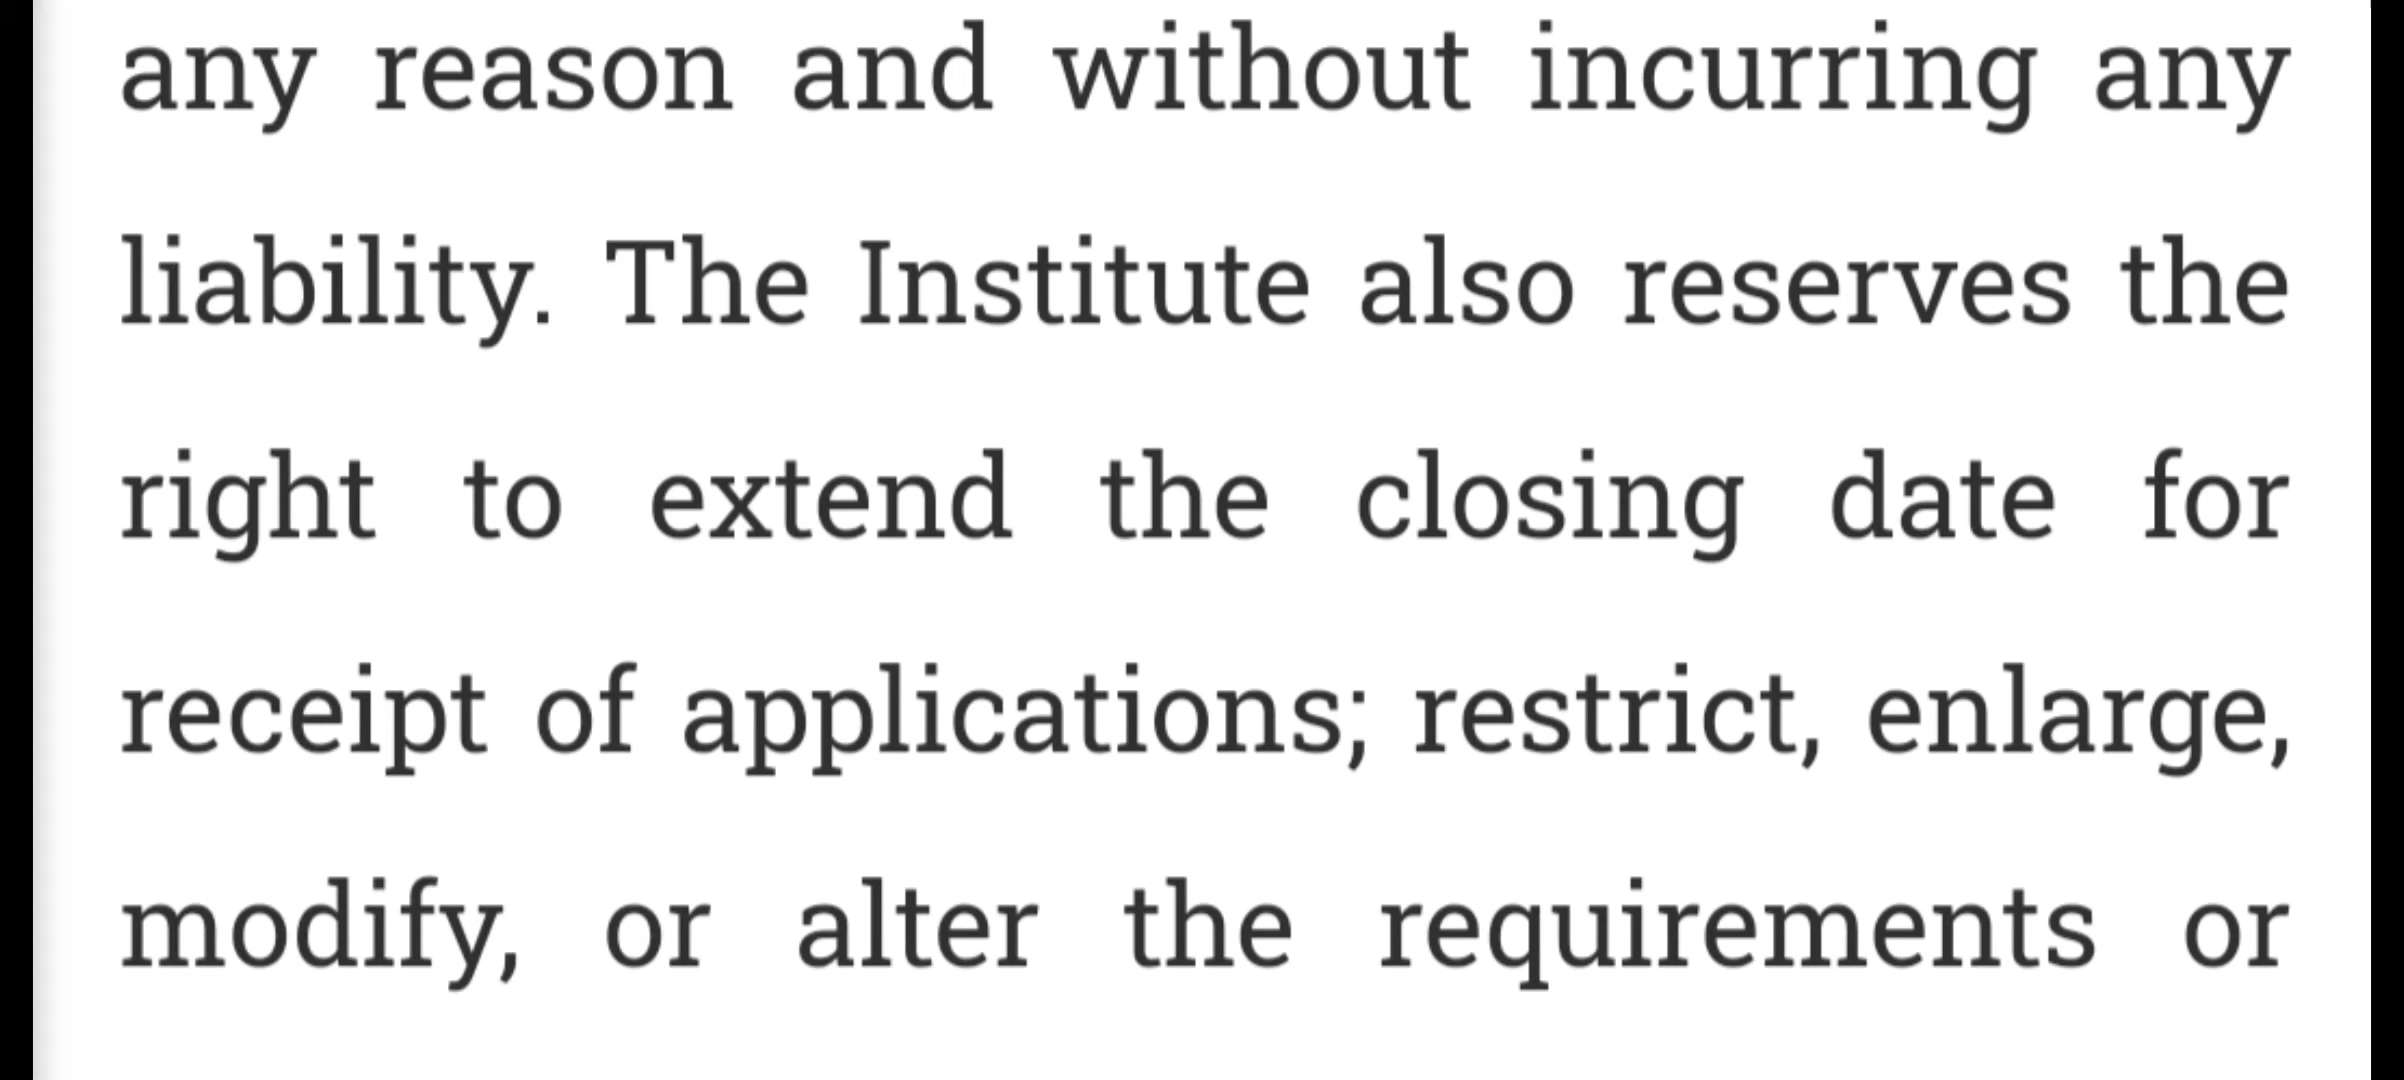 any reason and without incurring any
liability. The Institute also reserves the
right to extend the closing date for
receipt of applications; restrict, enlarge,
modify, or alter the requirements or